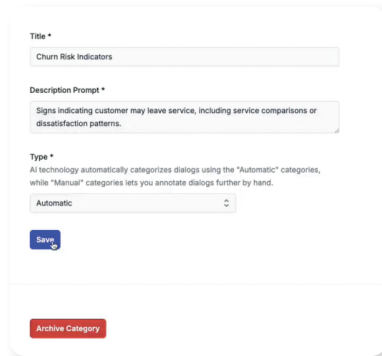 Title *
Churn Risk Indicators
Description Prompt *
Signs indicating customer may leave service, including service comparisons or
dissatisfaction patterns.
Type *
AI technology automatically categorizes dialogs using the "Automatic" categories,
while "Manual" categories lets you annotate dialogs further by hand.
Automatic
Save
Archive Category